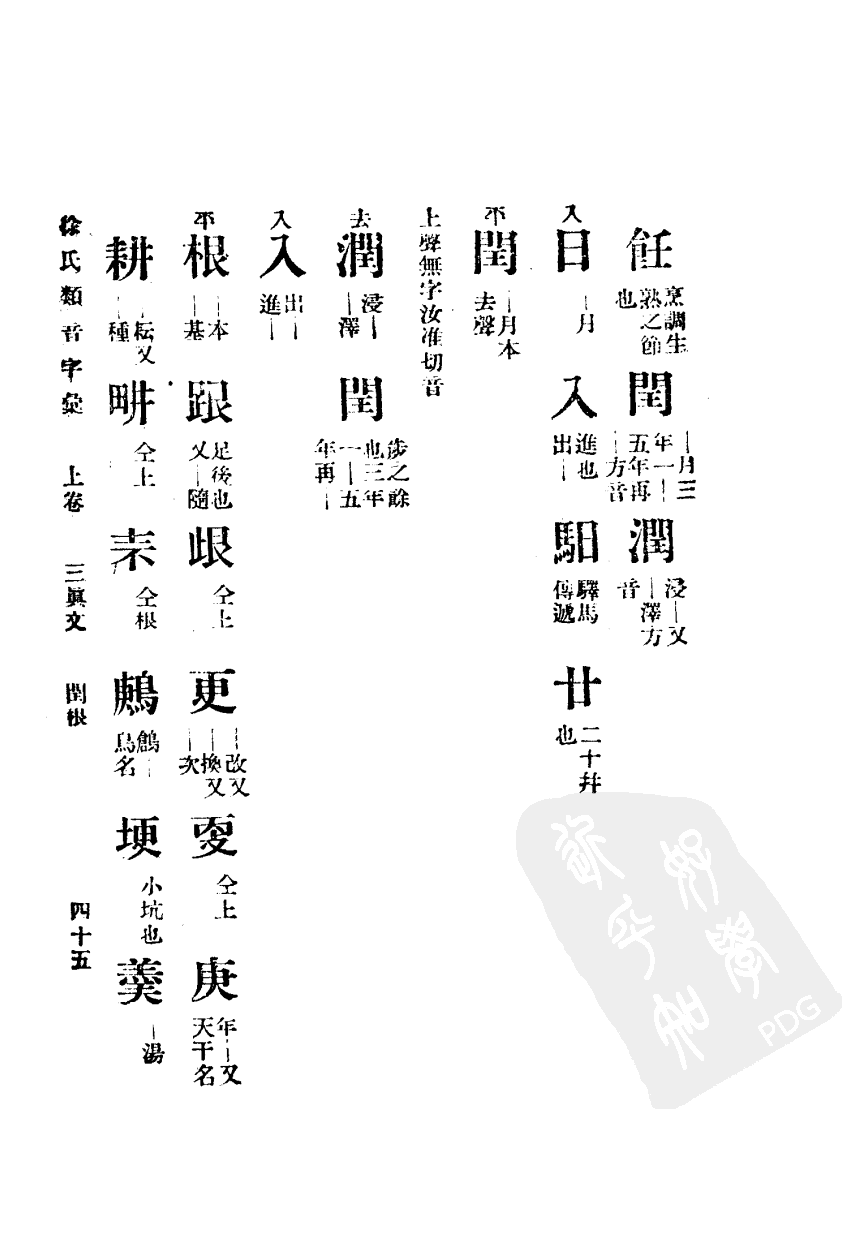 飪 烹調生熟之節也 閏 ｜月三年一｜五年再｜方音 潤 浸｜又｜澤方音
入 日 ｜月 入 進也出｜ 馹 驛馬傳遞 廿 二十幷也
平 閏 ｜月本去聲
上聲無字汝准切音
去 潤 浸｜｜澤 閏 涉之餘也三年一｜五年再｜
入 入 出｜進｜
平 根 ｜本｜基 跟 足後也又｜隨 㫔 仝上 更 ｜改又｜換又｜次 㪅 仝上 庚 年｜又天干名
耕 ｜耘又｜種 畊 仝上 仝根 鶊 鶬｜鳥名 埂 小坑也 羹 ｜湯
徐氏類音字彙 上卷 三眞文 閏根 四十五
PDG